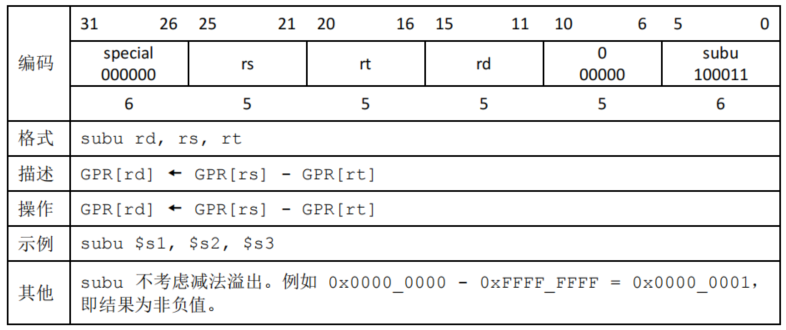 编码
31 26 25 21 20 16 15 11 10 6 5 0
special 000000
rs
rt
rd
0 00000
subu 100011
6 5 5 5 5 6
格式 subu rd, rs, rt
描述 GPR[rd] ← GPR[rs] - GPR[rt]
操作 GPR[rd] ← GPR[rs] - GPR[rt]
示例 subu $s1, $s2, $s3
其他 subu 不考虑减法溢出。例如 0x0000_0000 - 0xFFFF_FFFF = 0x0000_0001,
即结果为非负值。